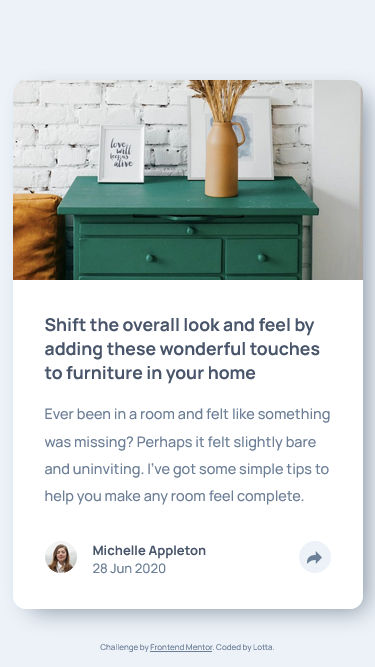 love
will
keep us
alive
Shift the overall look and feel by
adding these wonderful touches
to furniture in your home
Ever been in a room and felt like something
was missing? Perhaps it felt slightly bare
and uninviting. I've got some simple tips to
help you make any room feel complete.
Michelle Appleton
28 Jun 2020
Challenge by Frontend Mentor. Coded by Lotta.